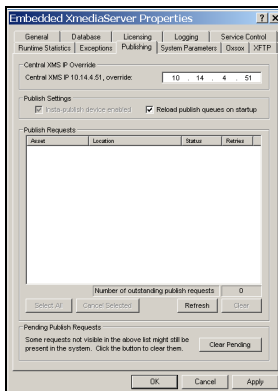 Embedded XmediaServer Properties
General Database Licensing Logging Service Control
Runtime Statistics Exceptions Publishing System Parameters Oxsox XFTP
Central XMS IP Override
Central XMS IP 10.14.4.51, override: 10 . 14 . 4 . 51
Publish Settings
Insta-publish device enabled Reload publish queues on startup
Publish Requests
Asset Location Status Retries
Number of outstanding publish requests 0
Select All Cancel Selected Refresh Clear
Pending Publish Requests
Some requests not visible in the above list might still be
present in the system. Click the button to clear them.
Clear Pending
OK Cancel Apply